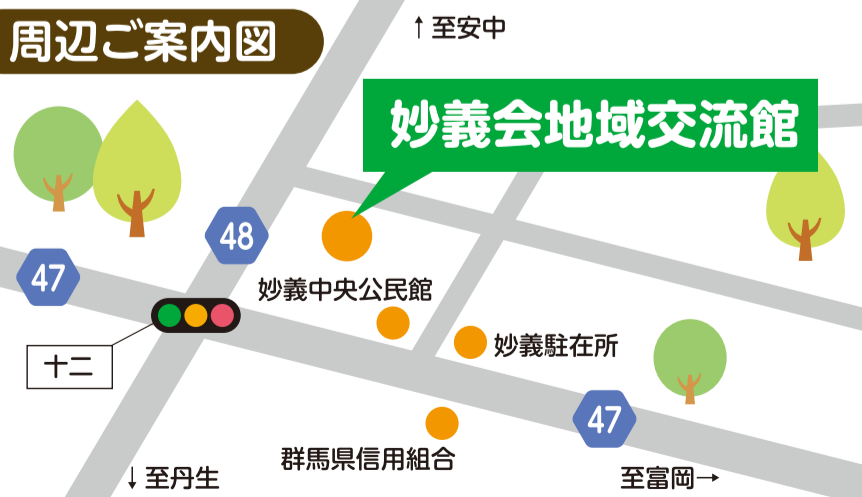 周辺ご案内図
↑至安中
妙義会地域交流館
48
47
妙義中央公民館
十二
妙義駐在所
47
群馬県信用組合
↓至丹生
至富岡→